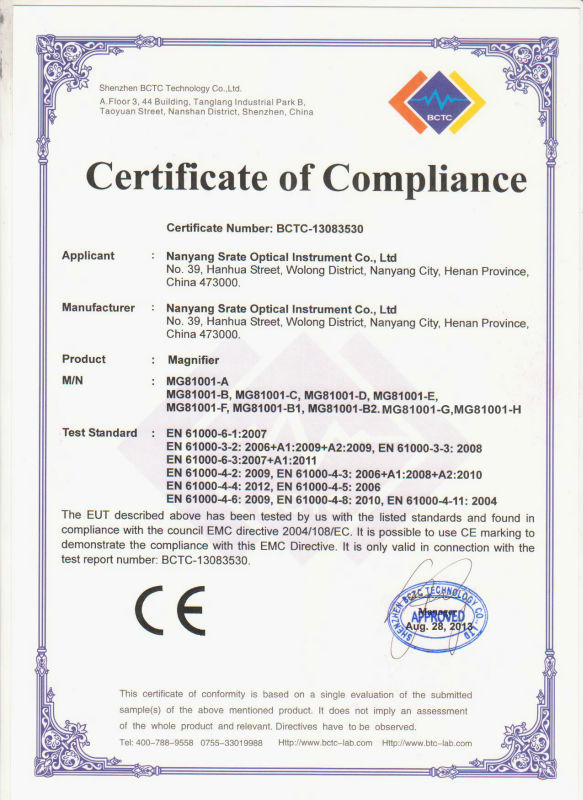 Shenzhen BCTC Technology Co.,Ltd.
A.Floor 3, 44 Building, Tanglang Industrial Park B,
Taoyuan Street, Nanshan District, Shenzhen, China
BCTC
Certificate of Compliance
Certificate Number: BCTC-13083530
Applicant : Nanyang Srate Optical Instrument Co., Ltd
No. 39, Hanhua Street, Wolong District, Nanyang City, Henan Province,
China 473000.
Manufacturer : Nanyang Srate Optical Instrument Co., Ltd
No. 39, Hanhua Street, Wolong District, Nanyang City, Henan Province,
China 473000.
Product : Magnifier
M/N : MG81001-A
MG81001-B, MG81001-C, MG81001-D, MG81001-E,
MG81001-F, MG81001-B1, MG81001-B2. MG81001-G,MG81001-H
Test Standard : EN 61000-6-1:2007
EN 61000-3-2: 2006+A1:2009+A2:2009, EN 61000-3-3: 2008
EN 61000-6-3:2007+A1:2011
EN 61000-4-2: 2009, EN 61000-4-3: 2006+A1:2008+A2:2010
EN 61000-4-4: 2012, EN 61000-4-5: 2006
EN 61000-4-6: 2009, EN 61000-4-8: 2010, EN 61000-4-11: 2004
The EUT described above has been tested by us with the listed standards and found in
compliance with the council EMC directive 2004/108/EC. It is possible to use CE marking to
demonstrate the compliance with this EMC Directive. It is only valid in connection with the
test report number: BCTC-13083530.
CE
SHENZHEN BCTC TECHNOLOGY CO., LTD
Manager
APPROVED
Aug. 28, 2013
This certificate of conformity is based on a single evaluation of the submitted
sample(s) of the above mentioned product. It does not imply an assessment
of the whole product and relevant. Directives have to be observed.
Tel: 400-788-9558 0755-33019988 Http://www.bctc-lab.com Http://www.btc-lab.com